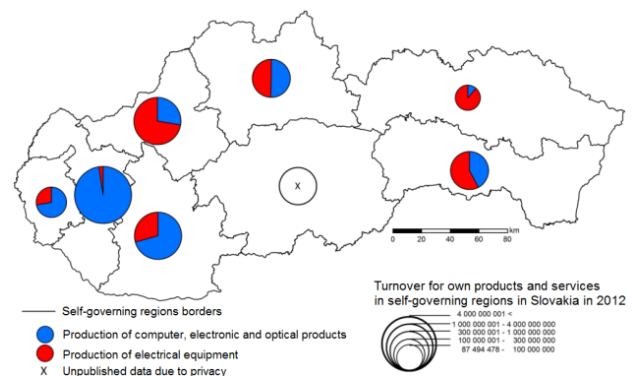 X
km
0 20 40 60 80
Turnover for own products and services
in self-governing regions in Slovakia in 2012
4 000 000 001 <
1 000 000 001 - 4 000 000 000
300 000 001 - 1 000 000 000
100 000 001 - 300 000 000
87 494 478 - 100 000 000
Self-governing regions borders
Production of computer, electronic and optical products
Production of electrical equipment
X Unpublished data due to privacy